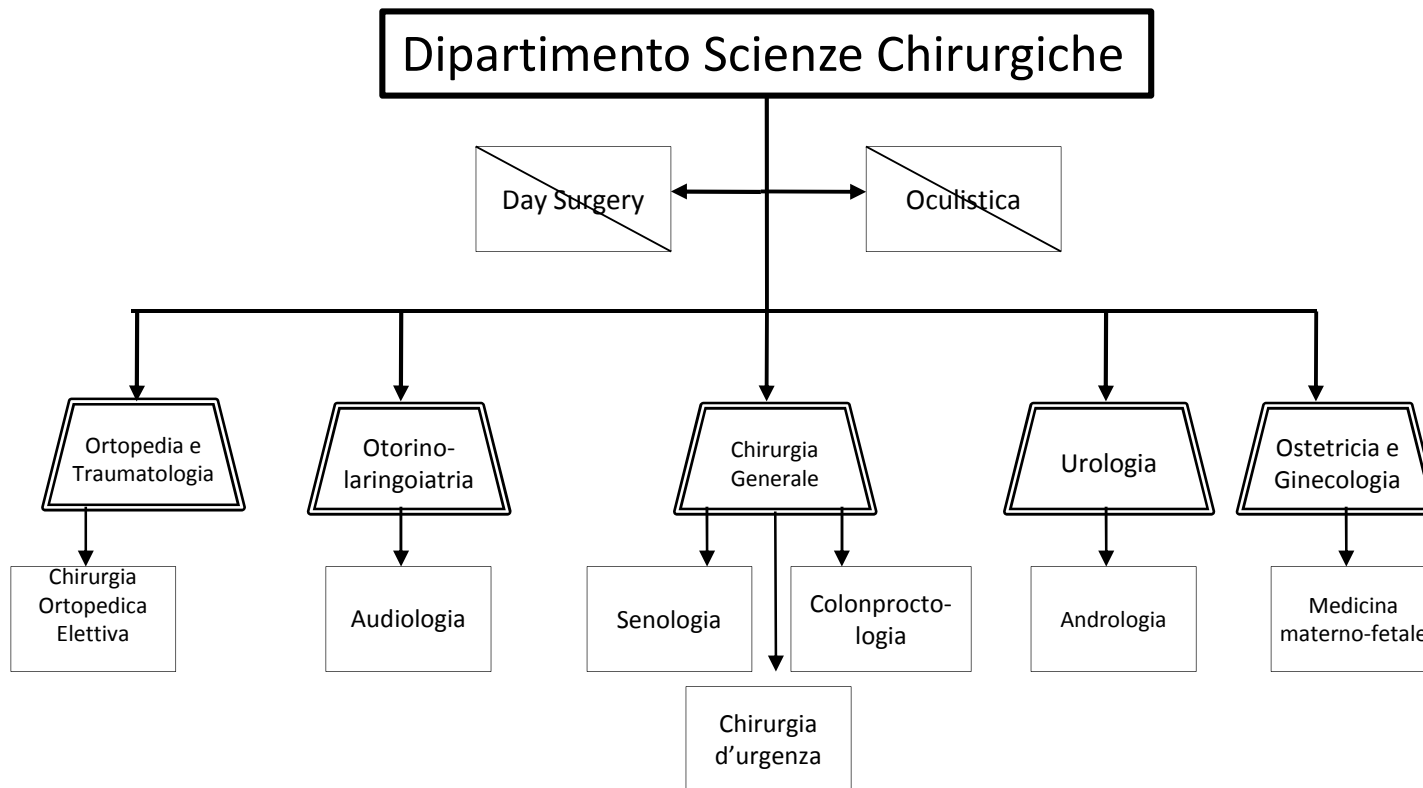 Dipartimento Scienze Chirurgiche
Day Surgery
Oculistica
Ortopedia e
Traumatologia
Otorino-
laringoiatria
Chirurgia
Generale
Urologia
Ostetricia e
Ginecologia
Chirurgia
Ortopedica
Elettiva
Audiologia
Senologia
Colonprocto-
logia
Andrologia
Medicina
materno-fetale
Chirurgia
d’urgenza